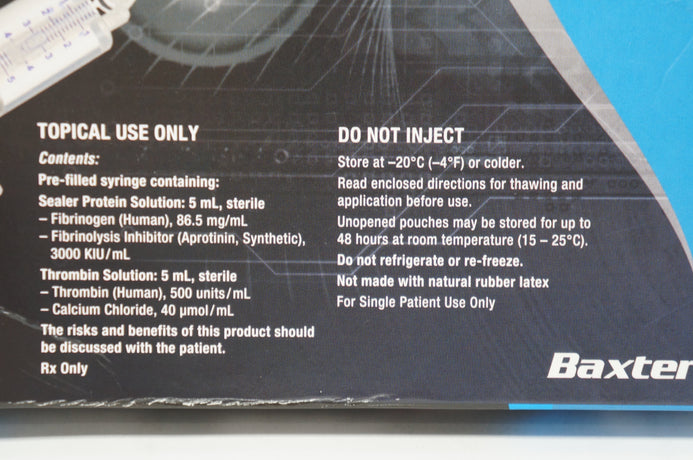 TOPICAL USE ONLY
Contents:
Pre-filled syringe containing:
Sealer Protein Solution: 5 mL, sterile
– Fibrinogen (Human), 86.5 mg/mL
– Fibrinolysis Inhibitor (Aprotinin, Synthetic),
3000 KIU/mL
Thrombin Solution: 5 mL, sterile
– Thrombin (Human), 500 units/mL
– Calcium Chloride, 40 µmol/mL
The risks and benefits of this product should
be discussed with the patient.
Rx Only
DO NOT INJECT
Store at –20°C (–4°F) or colder.
Read enclosed directions for thawing and
application before use.
Unopened pouches may be stored for up to
48 hours at room temperature (15 – 25°C).
Do not refrigerate or re-freeze.
Not made with natural rubber latex
For Single Patient Use Only
Baxter